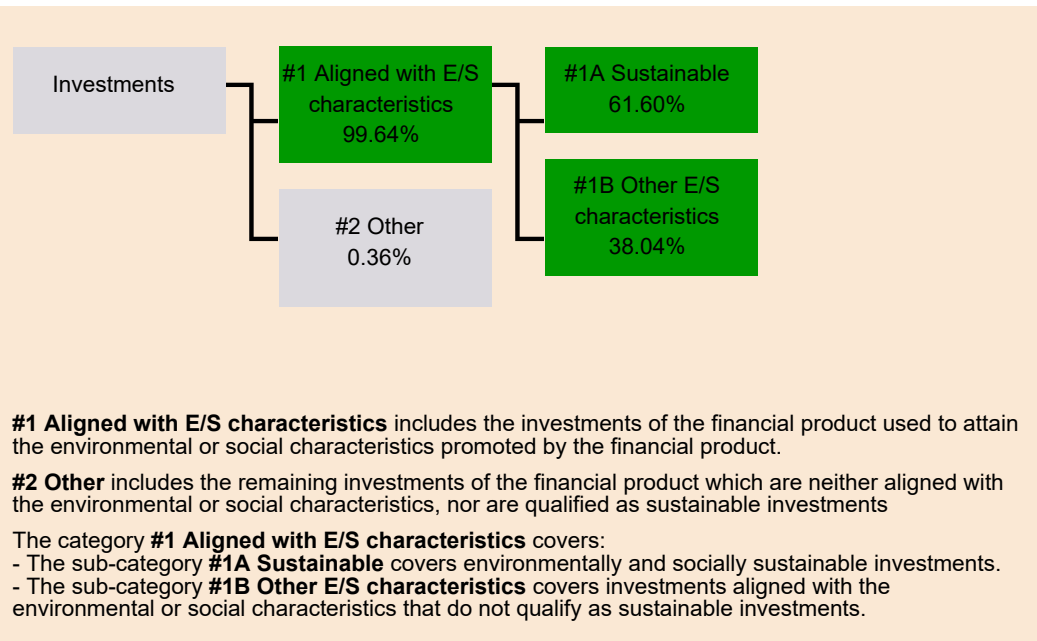 Investments
#1 Aligned with E/S
characteristics
99.64%
#1A Sustainable
61.60%
#1B Other E/S
characteristics
38.04%
#2 Other
0.36%
#1 Aligned with E/S characteristics includes the investments of the financial product used to attain
the environmental or social characteristics promoted by the financial product.
#2 Other includes the remaining investments of the financial product which are neither aligned with
the environmental or social characteristics, nor are qualified as sustainable investments
The category #1 Aligned with E/S characteristics covers:
- The sub-category #1A Sustainable covers environmentally and socially sustainable investments.
- The sub-category #1B Other E/S characteristics covers investments aligned with the
environmental or social characteristics that do not qualify as sustainable investments.